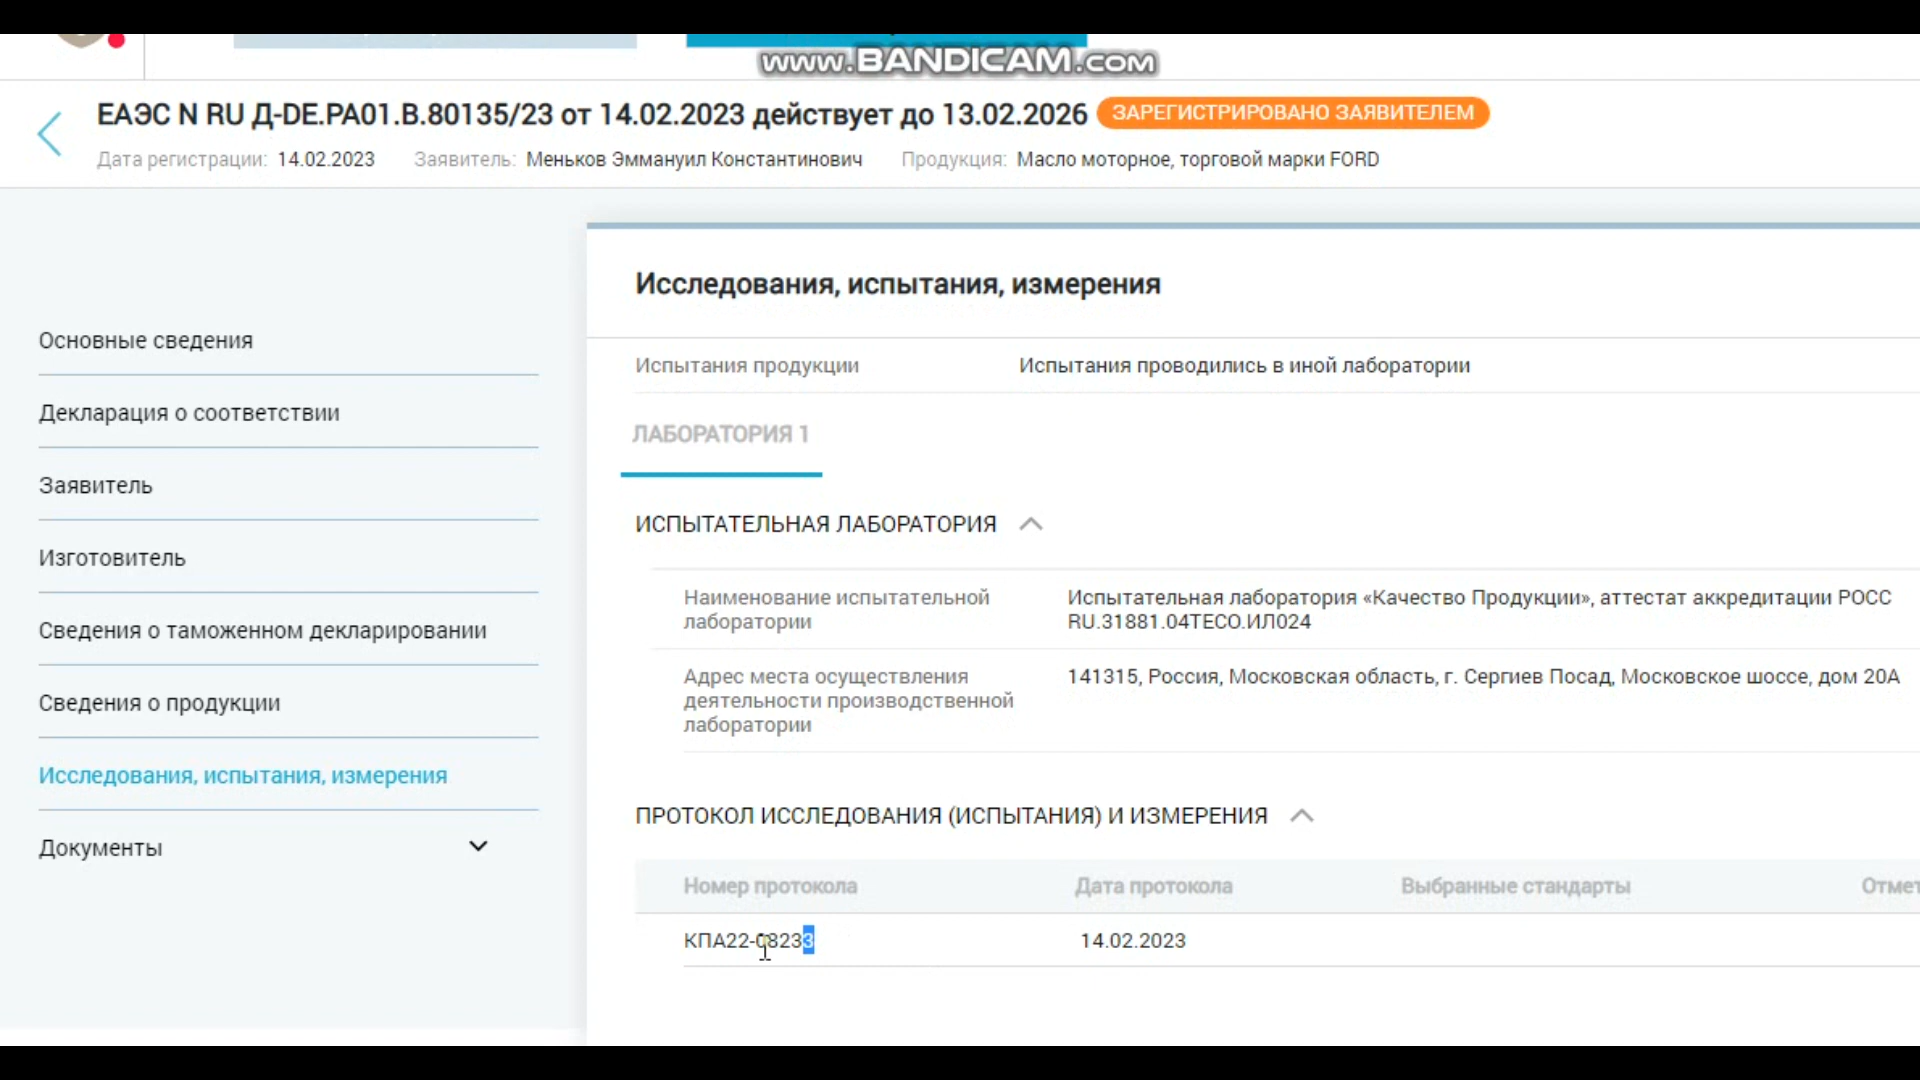 www.BANDICAM.com
ЕАЭС N RU Д-DE.РА01.В.80135/23 от 14.02.2023 действует до 13.02.2026 ЗАРЕГИСТРИРОВАНО ЗАЯВИТЕЛЕМ
Дата регистрации: 14.02.2023 Заявитель: Меньков Эммануил Константинович Продукция: Масло моторное, торговой марки FORD
Основные сведения
Декларация о соответствии
Заявитель
Изготовитель
Сведения о таможенном декларировании
Сведения о продукции
Исследования, испытания, измерения
Документы
Исследования, испытания, измерения
Испытания продукции Испытания проводились в иной лаборатории
ЛАБОРАТОРИЯ 1
ИСПЫТАТЕЛЬНАЯ ЛАБОРАТОРИЯ
Наименование испытательной лаборатории
Испытательная лаборатория «Качество Продукции», аттестат аккредитации РОСС
RU.31881.04ТЕСО.ИЛ024
Адрес места осуществления
деятельности производственной
лаборатории
141315, Россия, Московская область, г. Сергиев Посад, Московское шоссе, дом 20А
ПРОТОКОЛ ИССЛЕДОВАНИЯ (ИСПЫТАНИЯ) И ИЗМЕРЕНИЯ
Номер протокола Дата протокола Выбранные стандарты Отмет
КПА22-08233 14.02.2023